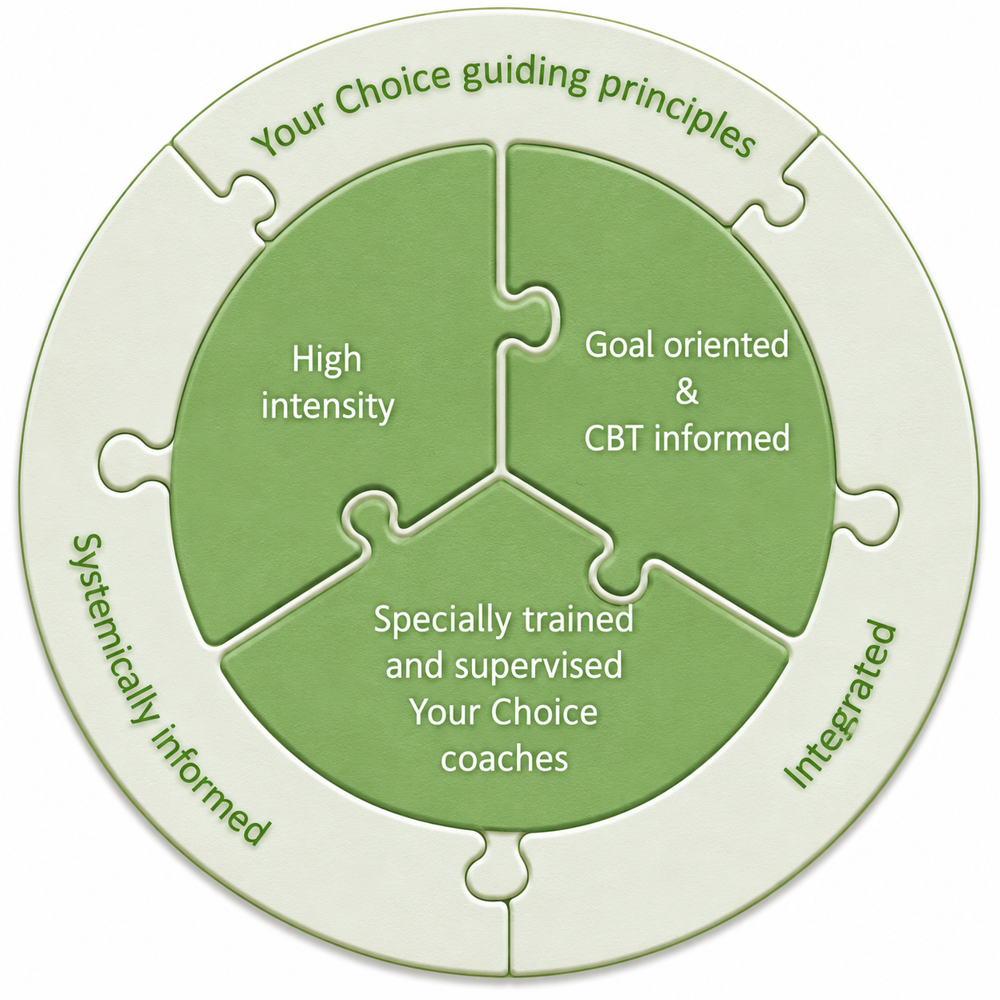 Your Choice guiding principles
High
intensity
Goal oriented
&
CBT informed
Specially trained
and supervised
Your Choice
coaches
Systemically informed
Integrated